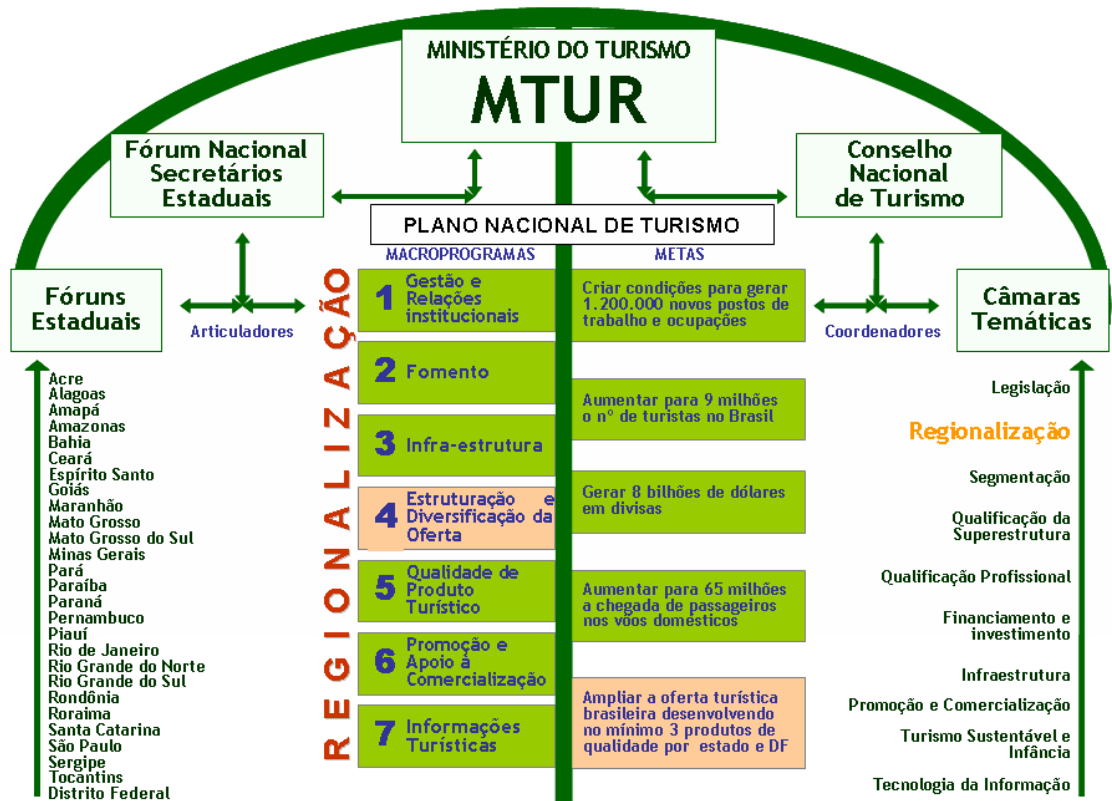 MINISTÉRIO DO TURISMO
MTUR
Fórum Nacional
Secretários
Estaduais
Conselho
Nacional
de Turismo
PLANO NACIONAL DE TURISMO
MACROPROGRAMAS
METAS
Fóruns
Estaduais
Articuladores
Coordenadores
Câmaras
Temáticas
REGIONALIZAÇÃO
1 Gestão e
Relações
institucionais
2 Fomento
3 Infra-estrutura
4 Estruturação e
Diversificação da
Oferta
5 Qualidade de
Produto
Turístico
6 Promoção e
Apoio à
Comercialização
7 Informações
Turísticas
Criar condições para gerar
1.200.000 novos postos de
trabalho e ocupações
Aumentar para 9 milhões
o nº de turistas no Brasil
Gerar 8 bilhões de dólares
em divisas
Aumentar para 65 milhões
a chegada de passageiros
nos vôos domésticos
Ampliar a oferta turística
brasileira desenvolvendo
no mínimo 3 produtos de
qualidade por estado e DF
Acre
Alagoas
Amapá
Amazonas
Bahia
Ceará
Espírito Santo
Goiás
Maranhão
Mato Grosso
Mato Grosso do Sul
Minas Gerais
Pará
Paraíba
Paraná
Pernambuco
Piauí
Rio de Janeiro
Rio Grande do Norte
Rio Grande do Sul
Rondônia
Roraima
Santa Catarina
São Paulo
Sergipe
Tocantins
Distrito Federal
Legislação
Regionalização
Segmentação
Qualificação da
Superestrutura
Qualificação Profissional
Financiamento e
investimento
Infraestrutura
Promoção e Comercialização
Turismo Sustentável e
Infância
Tecnologia da Informação